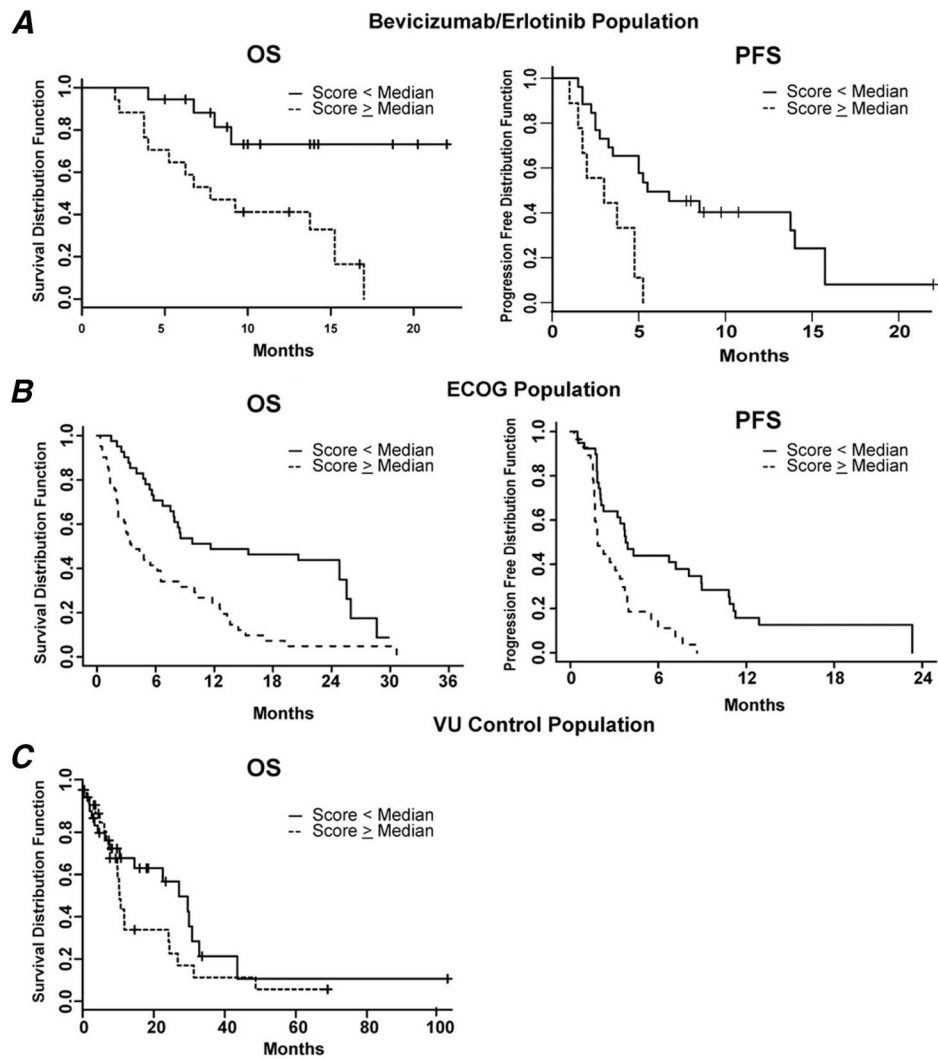 A
Bevicizumab/Erlotinib Population
OS
Survival Distribution Function
0.0 0.2 0.4 0.6 0.8 1.0
Score < Median
Score ≥ Median
0 5 10 15 20
Months
PFS
Progression Free Distribution Function
0.0 0.2 0.4 0.6 0.8 1.0
Score < Median
Score ≥ Median
0 5 10 15 20
Months
B
ECOG Population
OS
Survival Distribution Function
0.0 0.2 0.4 0.6 0.8 1.0
Score < Median
Score ≥ Median
0 6 12 18 24 30 36
Months
PFS
Progression Free Distribution Function
0.0 0.2 0.4 0.6 0.8 1.0
Score < Median
Score ≥ Median
0 6 12 18 24
Months
VU Control Population
C
OS
Survival Distribution Function
0.0 0.2 0.4 0.6 0.8 1.0
Score < Median
Score ≥ Median
0 20 40 60 80 100
Months